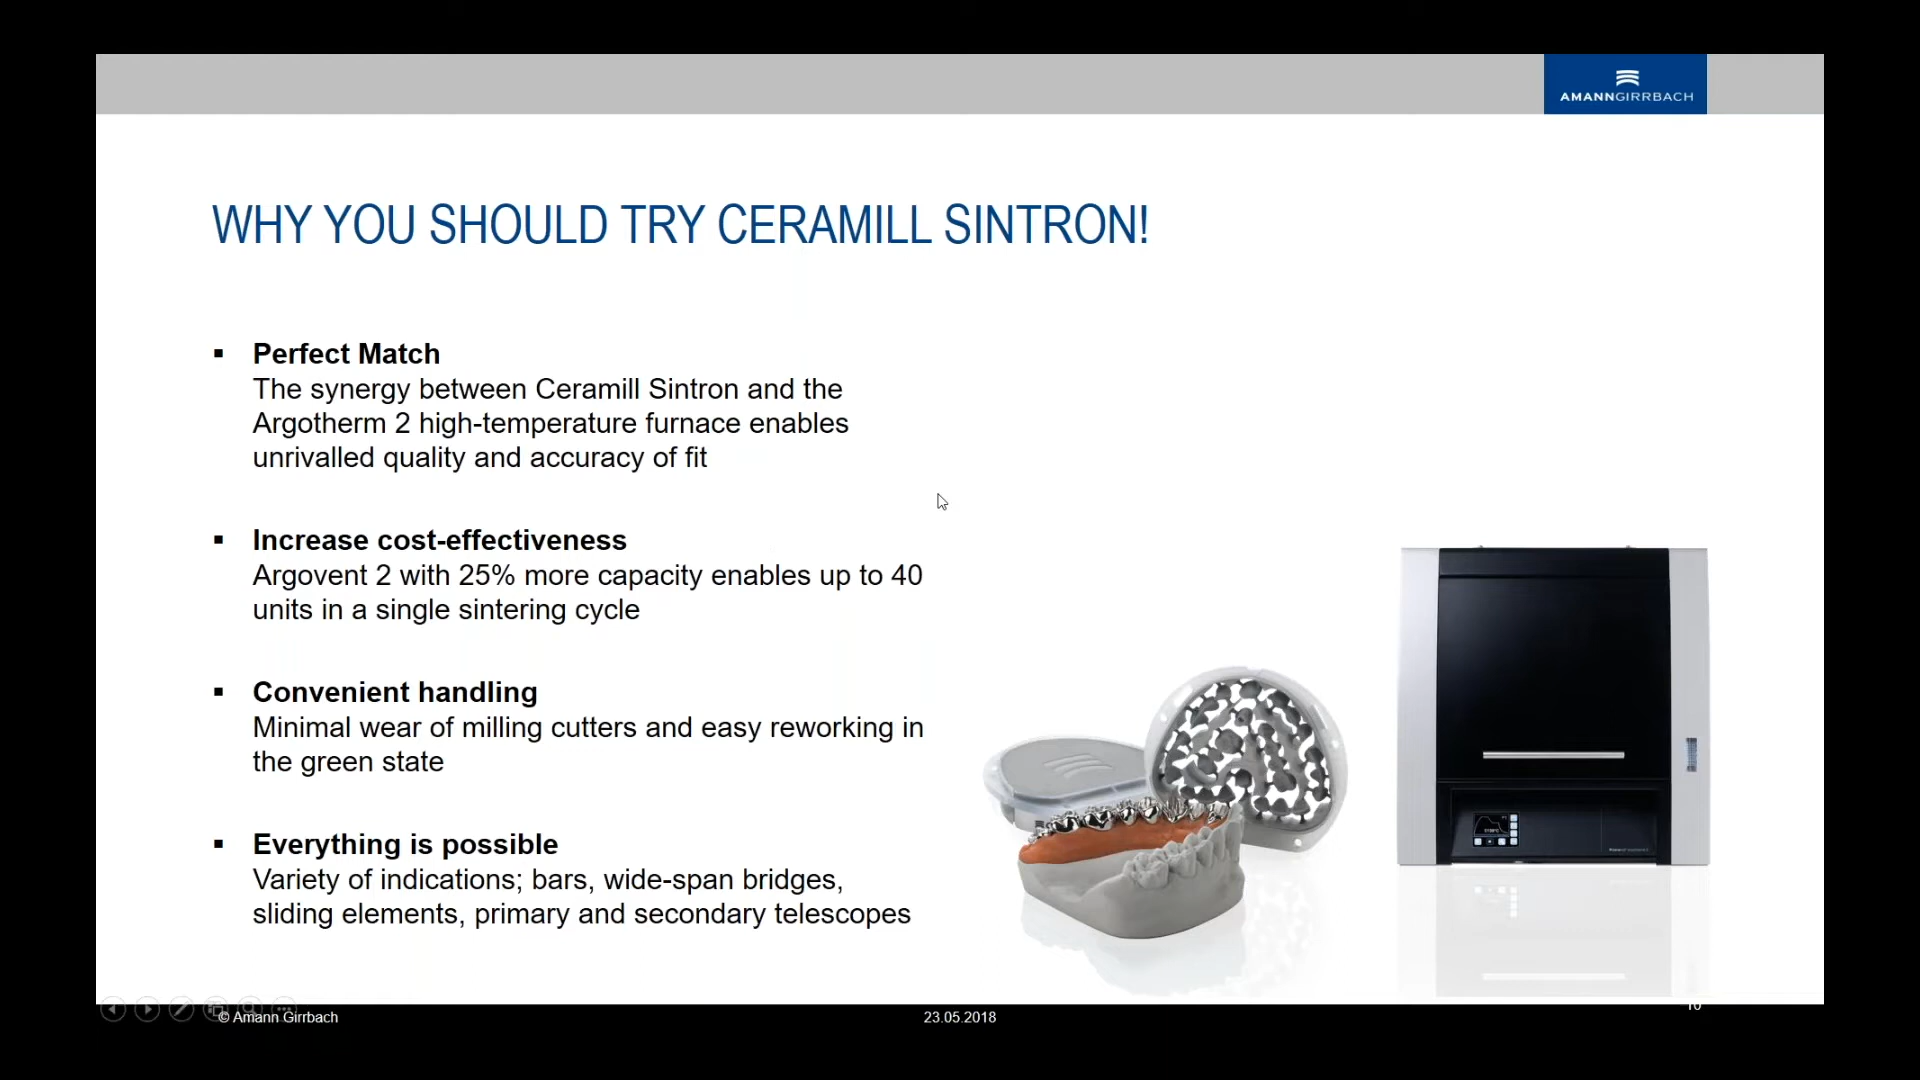 AMANNGIRRBACH
WHY YOU SHOULD TRY CERAMILL SINTRON!
▪ Perfect Match
The synergy between Ceramill Sintron and the
Argotherm 2 high-temperature furnace enables
unrivalled quality and accuracy of fit
▪ Increase cost-effectiveness
Argovent 2 with 25% more capacity enables up to 40
units in a single sintering cycle
▪ Convenient handling
Minimal wear of milling cutters and easy reworking in
the green state
▪ Everything is possible
Variety of indications; bars, wide-span bridges,
sliding elements, primary and secondary telescopes
© Amann Girrbach
23.05.2018